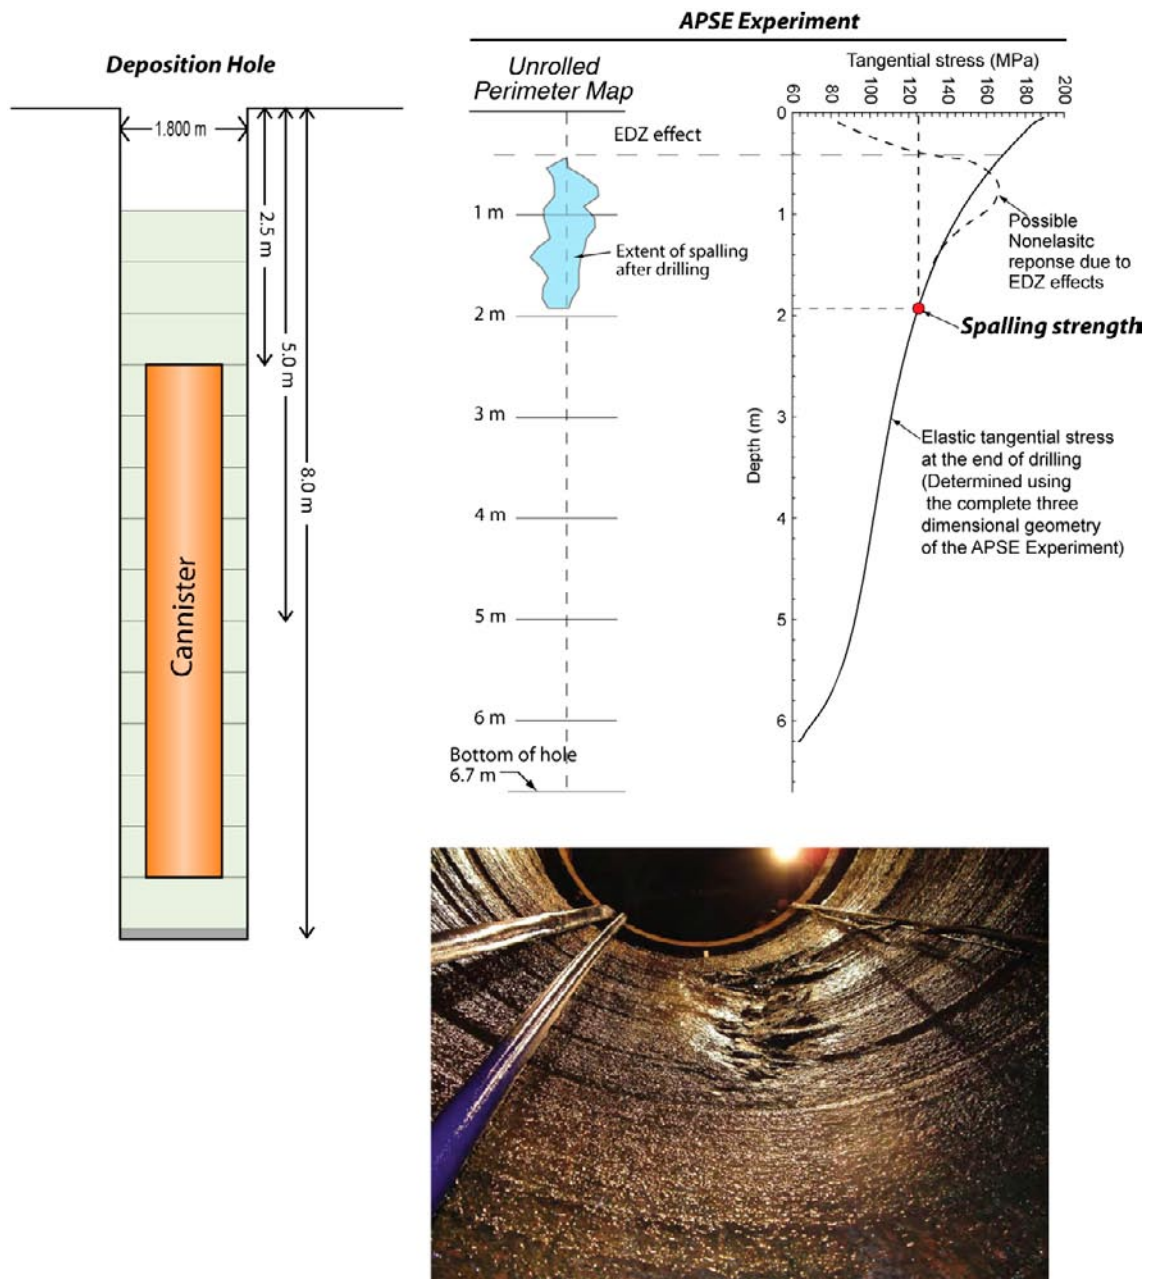 APSE Experiment
Deposition Hole
1.800 m
2.5 m
5.0 m
8.0 m
Cannister
Unrolled
Perimeter Map
EDZ effect
1 m
Extent of spalling
after drilling
2 m
3 m
4 m
5 m
6 m
Bottom of hole
6.7 m
Tangential stress (MPa)
60
80
100
120
140
160
180
200
0
1
2
3
4
5
6
Depth (m)
Possible
Nonelasitc
reponse due to
EDZ effects
Spalling strength
Elastic tangential stress
at the end of drilling
(Determined using
the complete three
dimensional geometry
of the APSE Experiment)